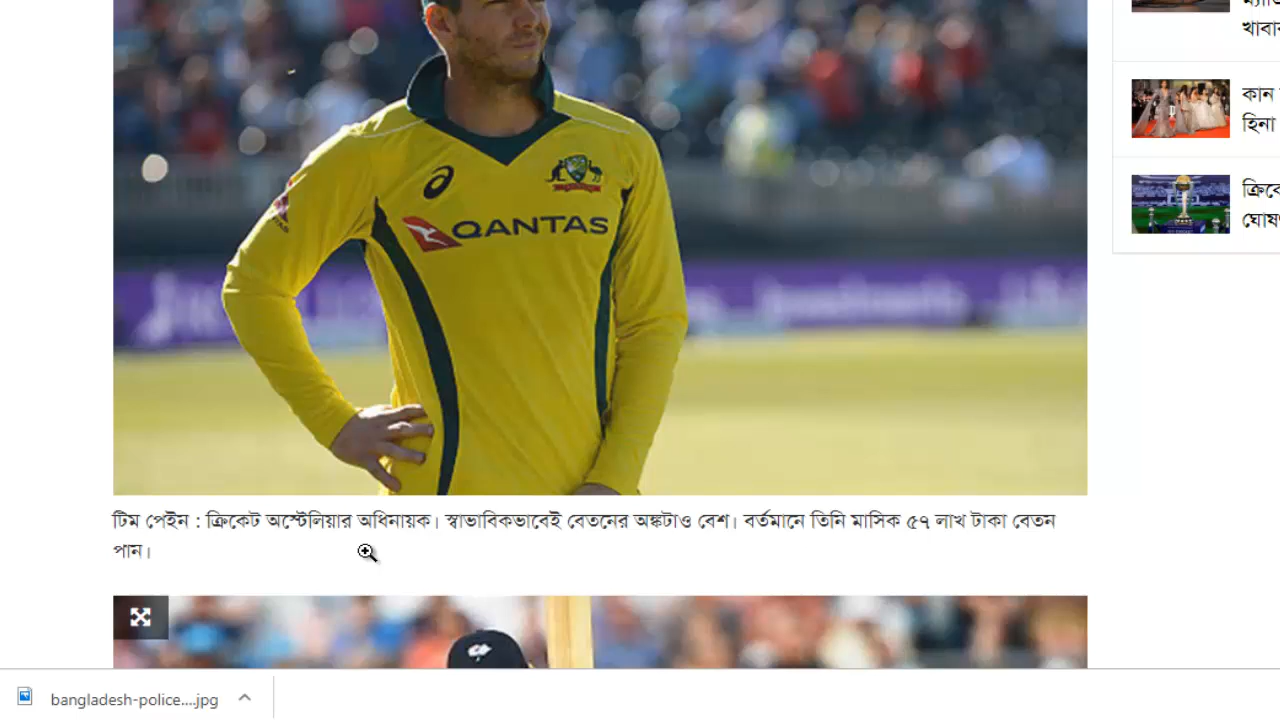 খাবা
কান
হিনা
QANTAS
ক্রিকে
ঘোষ
টিম পেইন : ক্রিকেট অস্টেলিয়ার অধিনায়ক। স্বাভাবিকভাবেই বেতনের অঙ্কটাও বেশ। বর্তমানে তিনি মাসিক ৫৭ লাখ টাকা বেতন
পান।
bangladesh-police....jpg